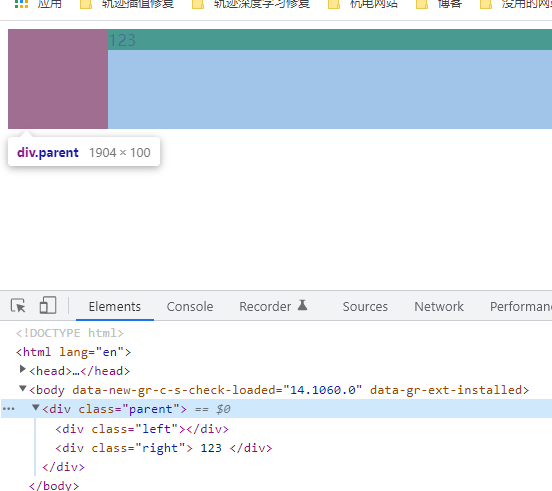 应用 轨迹插值修复 轨迹深度学习修复 机电网站 博客 没用的网
123
div.parent 1904 × 100
Elements Console Recorder Sources Network Performan
<!DOCTYPE html>
<html lang="en">
<head>…</head>
<body data-new-gr-c-s-check-loaded="14.1060.0" data-gr-ext-installed>
<div class="parent"> == $0
<div class="left"></div>
<div class="right"> 123 </div>
</div>
</body>